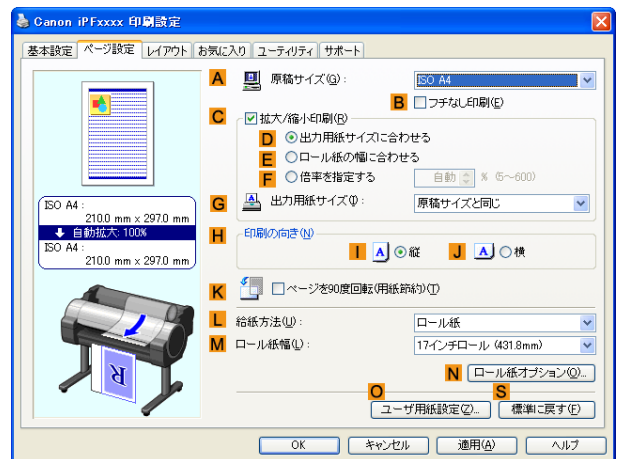 Canon iPFxxxx 印刷設定
基本設定 ページ設定 レイアウト お気に入り ユーティリティ サポート
A 原稿サイズ(G): ISO A4
B フチなし印刷(E)
C 拡大/縮小印刷(R)
D 出力用紙サイズに合わせる
E ロール紙の幅に合わせる
F 倍率を指定する 自動 % (5~600)
G 出力用紙サイズ(I): 原稿サイズと同じ
ISO A4 :
210.0 mm x 297.0 mm
自動拡大: 100%
ISO A4 :
210.0 mm x 297.0 mm
H 印刷の向き(N)
I A 縦 J A 横
K ページを90度回転(用紙節約)(T)
L 給紙方法(U): ロール紙
M ロール紙幅(L): 17インチロール (431.8mm)
N ロール紙オプション(O)...
O S
ユーザ用紙設定(Z)... 標準に戻す(F)
R
OK キャンセル 適用(A) ヘルプ